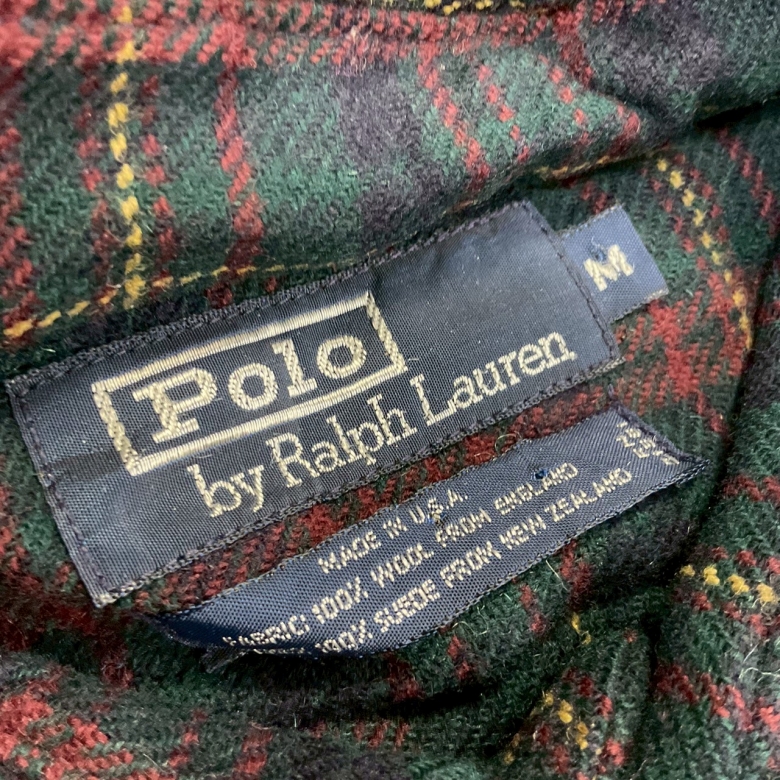 Polo
by Ralph Lauren
M
MADE IN U.S.A.
FABRIC: 100% WOOL FROM ENGLAND
100% SUEDE FROM NEW ZEALAND